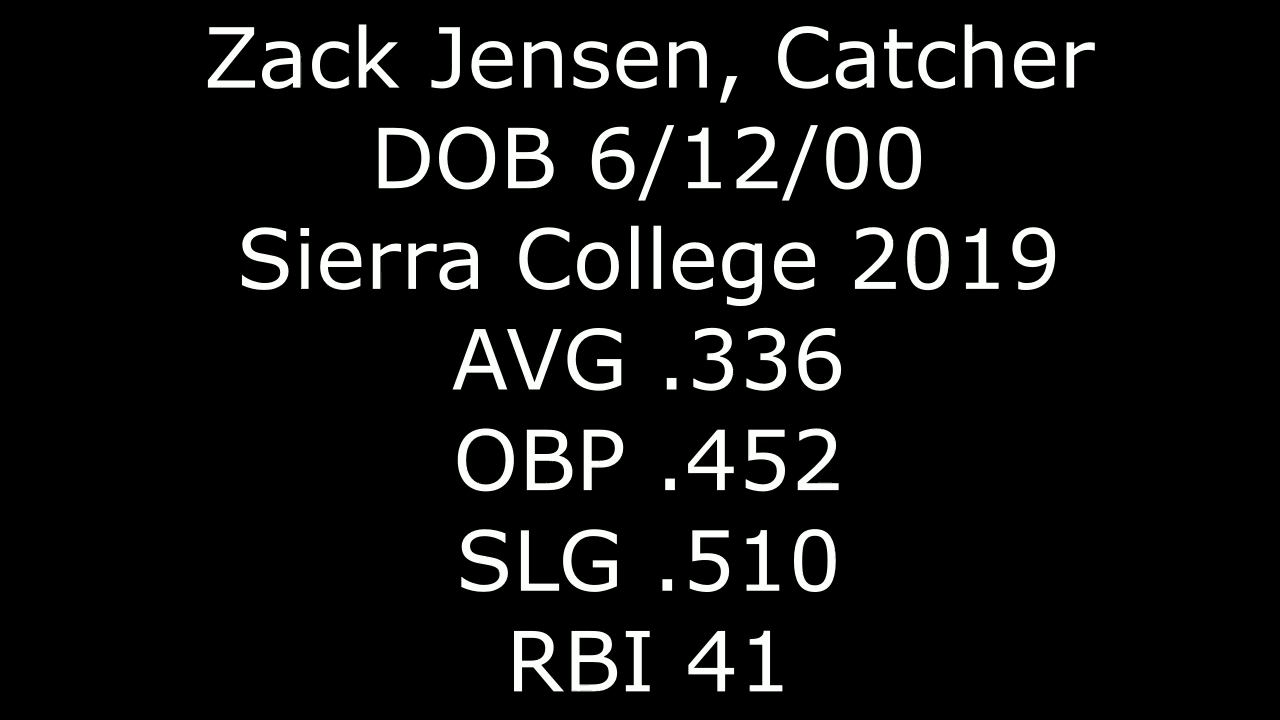 Zack Jensen, Catcher
DOB 6/12/00
Sierra College 2019
AVG .336
OBP .452
SLG .510
RBI 41